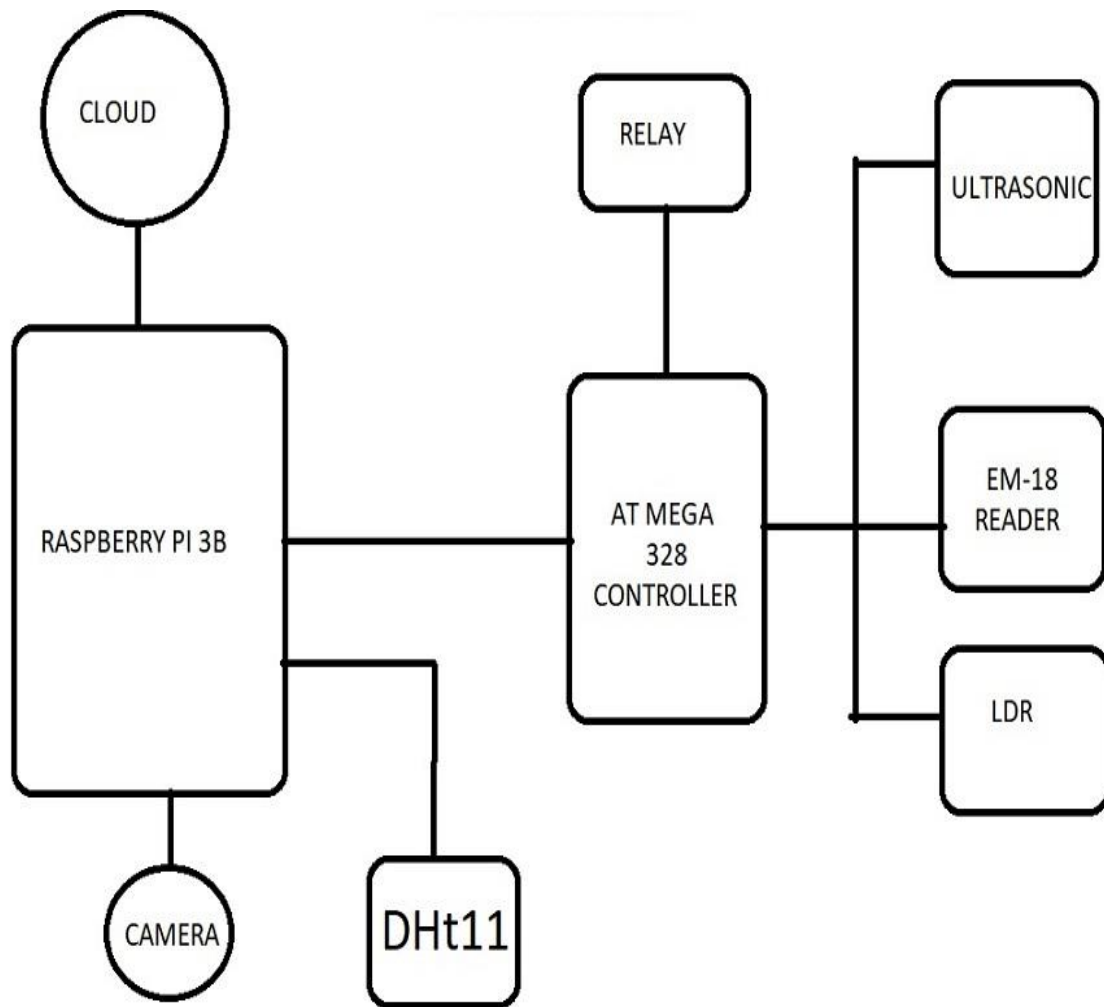 CLOUD
RELAY
ULTRASONIC
RASPBERRY PI 3B
AT MEGA
328
CONTROLLER
EM-18
READER
LDR
CAMERA
DHt11